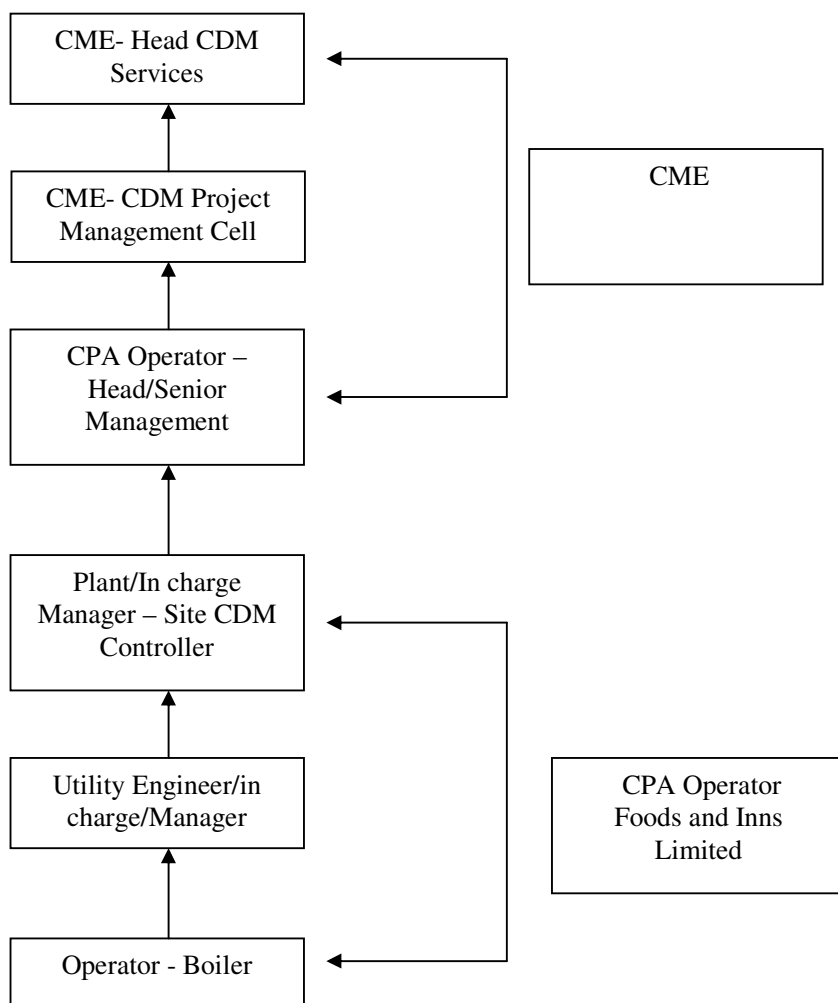 CME- Head CDM
Services
CME- CDM Project
Management Cell
CME
CPA Operator –
Head/Senior
Management
Plant/In charge
Manager – Site CDM
Controller
Utility Engineer/in
charge/Manager
CPA Operator
Foods and Inns
Limited
Operator - Boiler